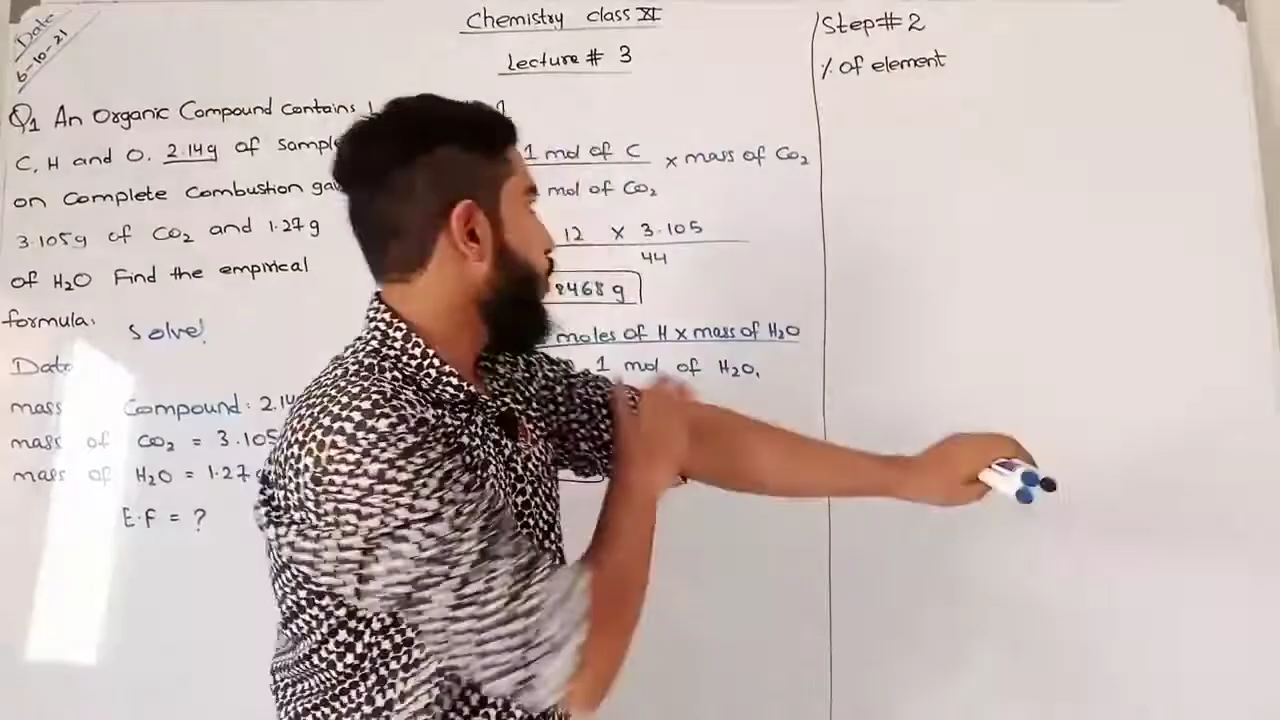 Date
6-10-21
Chemistry class XI
Lecture # 3
Q1 An Organic Compound contains
C, H and O. 2.14g of Sample
on Complete Combustion
3.105g of CO2 and 1.27g
of H2O Find the empirical
formula.
Solve!
Data
mass Compound: 2.14
mass of CO2 = 3.105
mass of H2O = 1.27g
E.F = ?
1 mol of C x mass of CO2
mol of CO2
12 x 3.105
44
8468 g
moles of H x mass of H2O
1 mol of H2O.
Step# 2
% of element